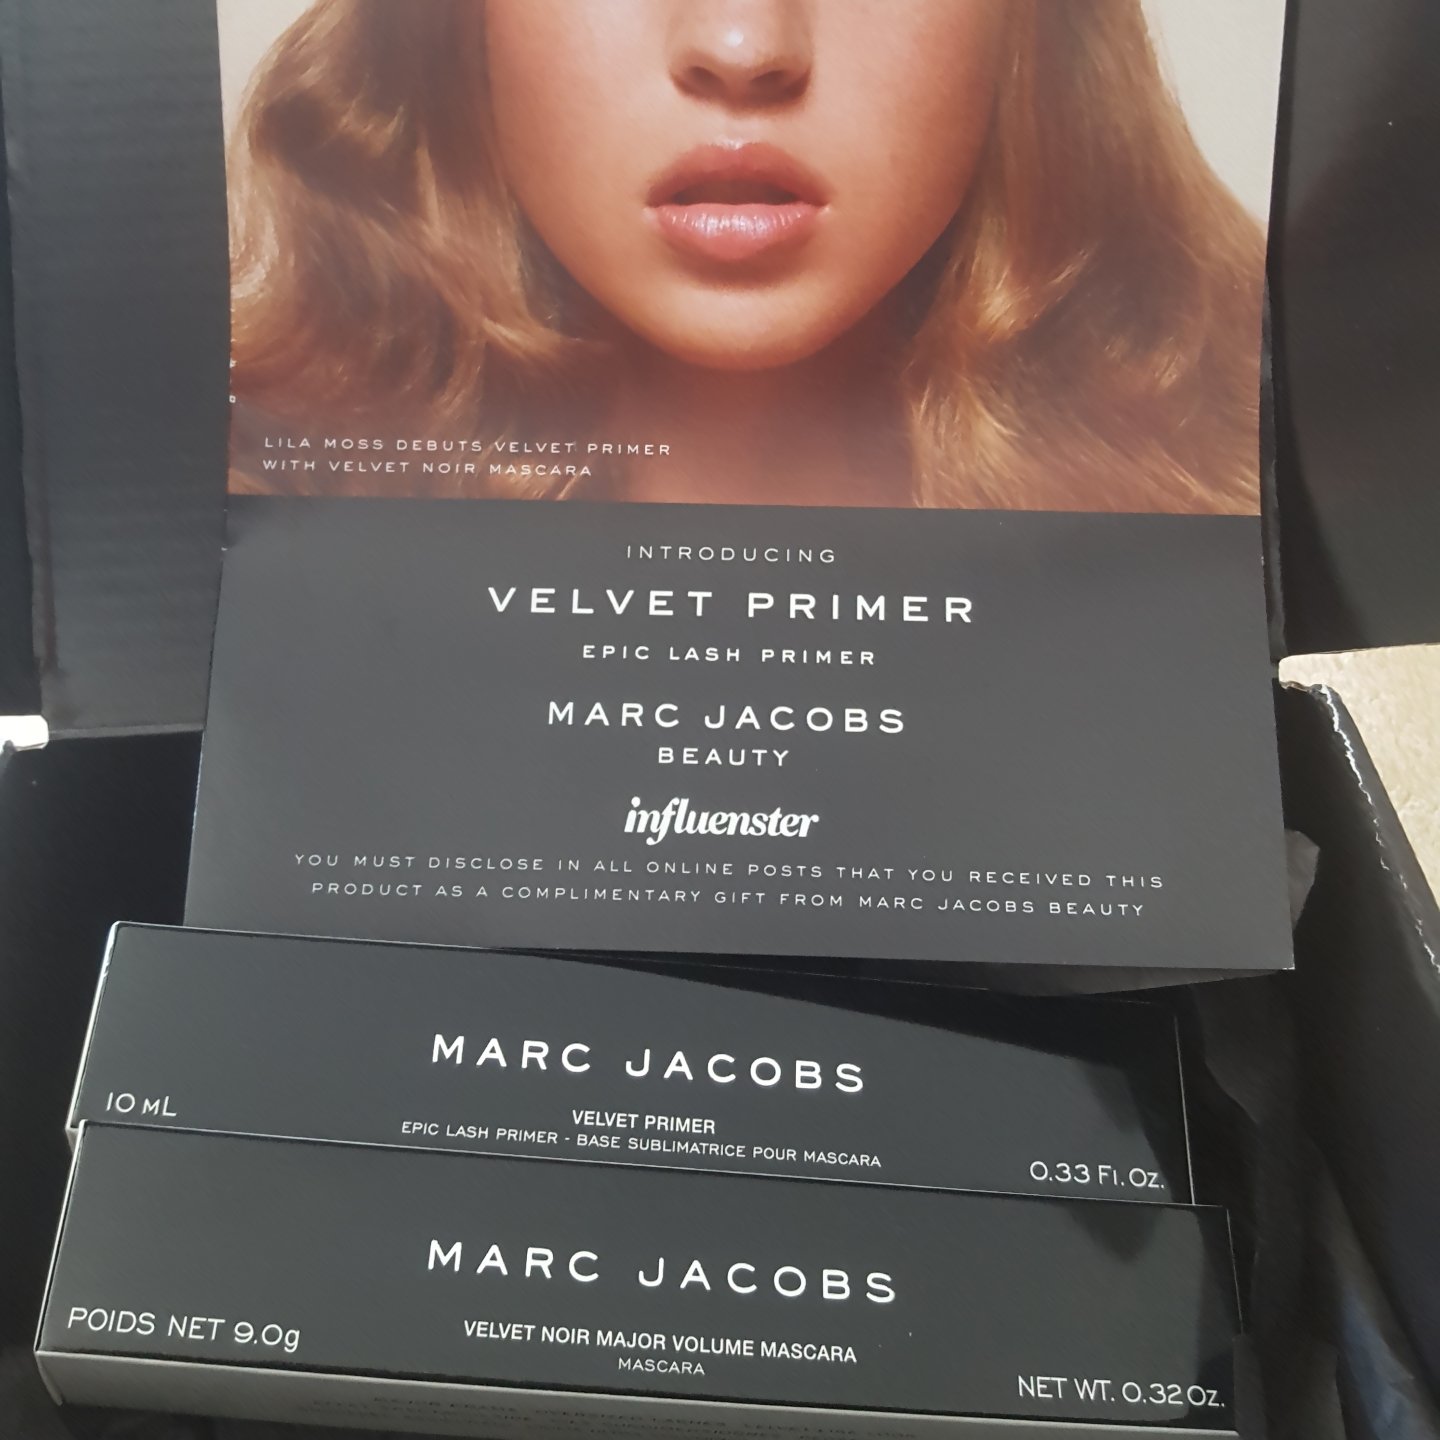 LILA MOSS DEBUTS VELVET PRIMER
WITH VELVET NOIR MASCARA
INTRODUCING
VELVET PRIMER
EPIC LASH PRIMER
MARC JACOBS
BEAUTY
influenster
YOU MUST DISCLOSE IN ALL ONLINE POSTS THAT YOU RECEIVED THIS
PRODUCT AS A COMPLIMENTARY GIFT FROM MARC JACOBS BEAUTY
MARC JACOBS
10 mL
VELVET PRIMER
EPIC LASH PRIMER - BASE SUBLIMATRICE POUR MASCARA
0.33 Fl. Oz.
MARC JACOBS
POIDS NET 9.0g
VELVET NOIR MAJOR VOLUME MASCARA
MASCARA
NET WT. 0.32 Oz.